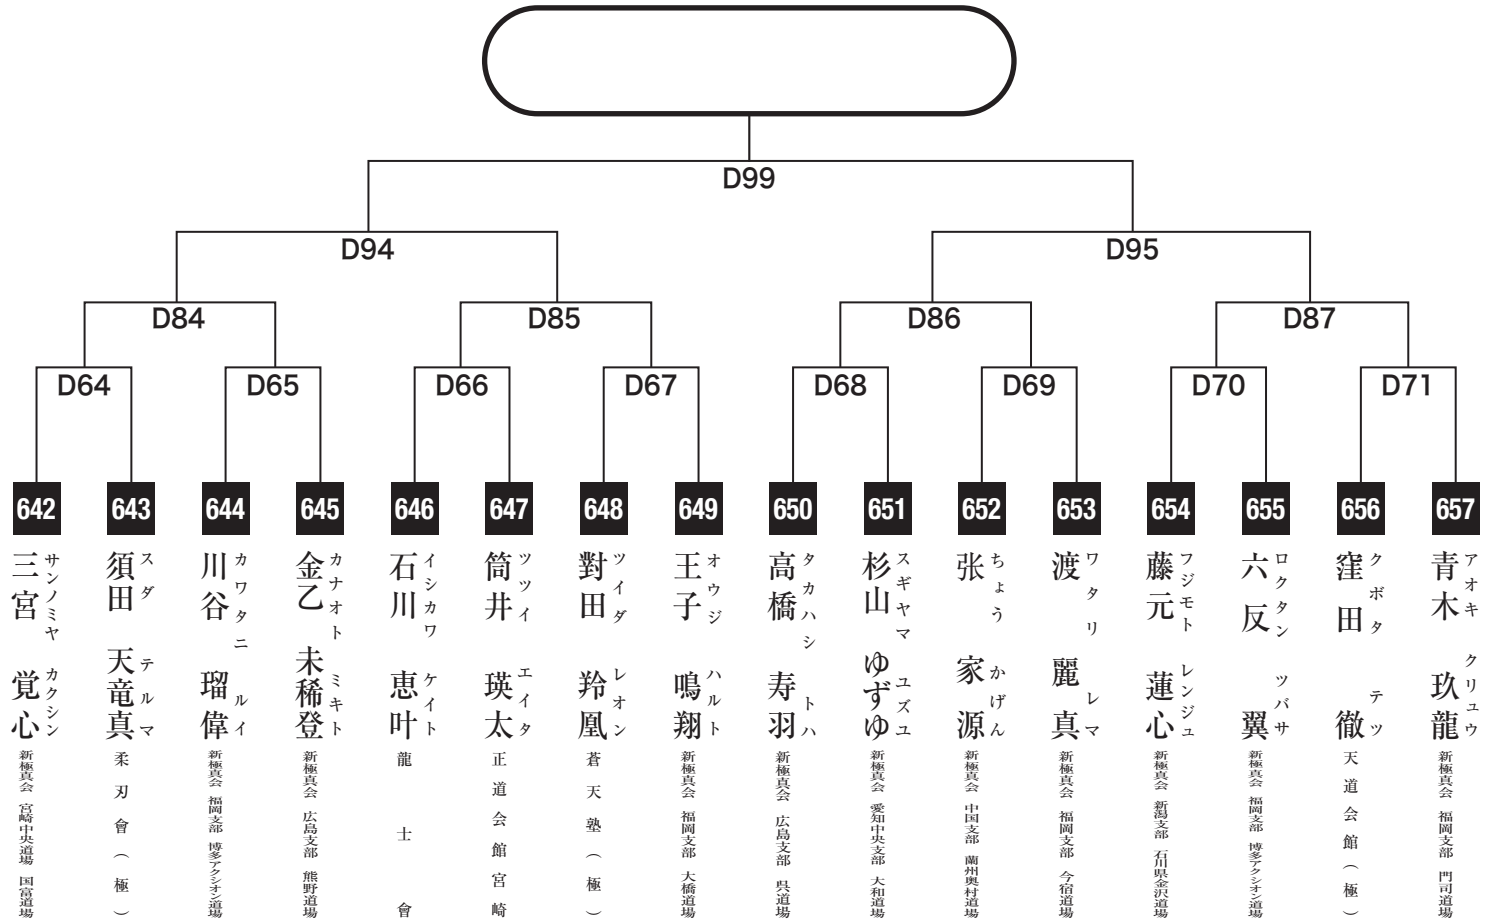 D99
D94
D95
D84
D85
D86
D87
D64
D65
D66
D67
D68
D69
D70
D71
642
643
644
645
646
647
648
649
650
651
652
653
654
655
656
657
サンノミヤ カクシン
三宮 覚心
新極真会 宮崎中央道場 国富道場
スダ テルマ
須田 天竜真
柔刃會(極)
カワタニ ルイ
川谷 瑠偉
新極真会 福岡支部 博多アクシオン道場
カナオト ミキト
金乙 未稀登
新極真会 広島支部 熊野道場
イシカワ ケイト
石川 恵叶
龍士會
ツツイ エイタ
筒井 瑛太
正道会館宮崎
ツイダ レオン
對田 羚凰
蒼天塾(極)
オウジ ハルト
王子 鳴翔
新極真会 福岡支部 大橋道場
タカハシ トハ
高橋 寿羽
新極真会 広島支部 呉道場
スギヤマ ユズユ
杉山 ゆずゆ
新極真会 愛知中央支部 大和道場
ちょう かげん
张 家源
新極真会 中国支部 蘭州奥村道場
ワタリ レマ
渡 麗真
新極真会 福岡支部 今宿道場
フジモト レンジュ
藤元 蓮心
新極真会 新潟支部 石川県金沢道場
ロクタン ツバサ
六反 翼
新極真会 福岡支部 博多アクシオン道場
クボタ テツ
窪田 徹
天道会館(極)
アオキ クリュウ
青木 玖龍
新極真会 福岡支部 門司道場